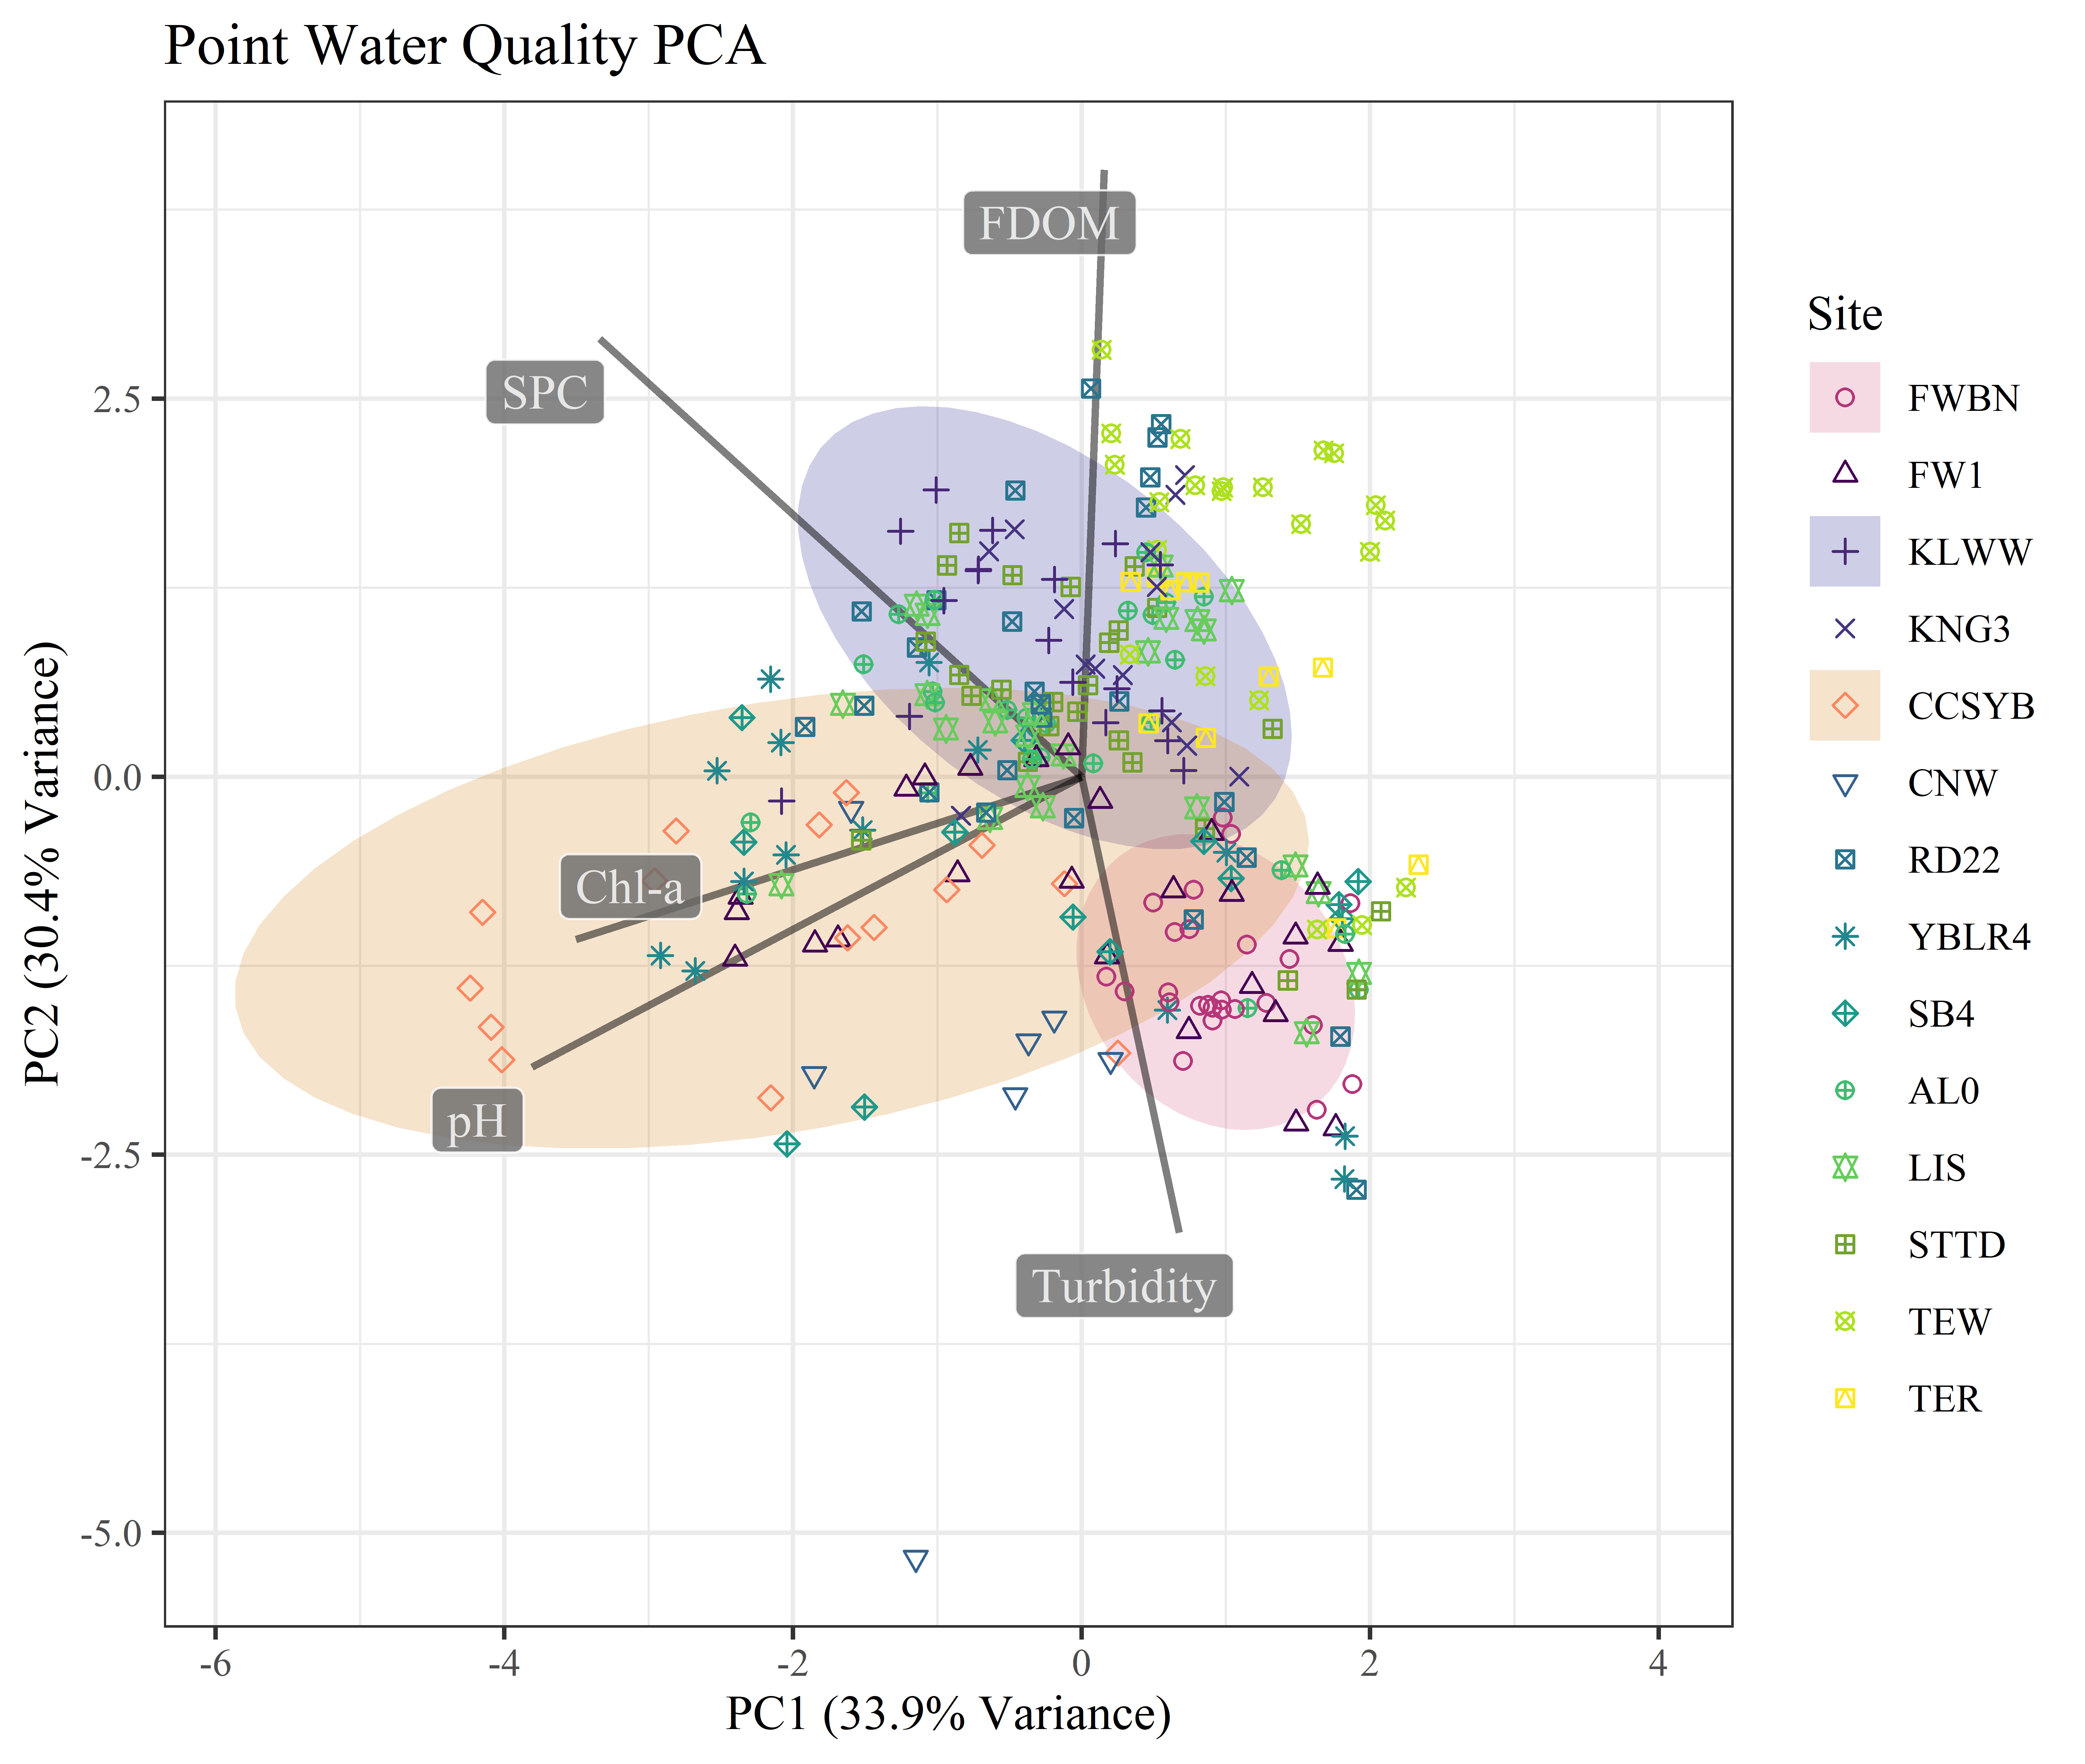 Point Water Quality PCA
FDOM
SPC
Chl-a
pH
Turbidity
2.5
0.0
-2.5
-5.0
PC2 (30.4% Variance)
-6
-4
-2
0
2
4
PC1 (33.9% Variance)
Site
FWBN
FW1
KLWW
KNG3
CCSYB
CNW
RD22
YBLR4
SB4
AL0
LIS
STTD
TEW
TER